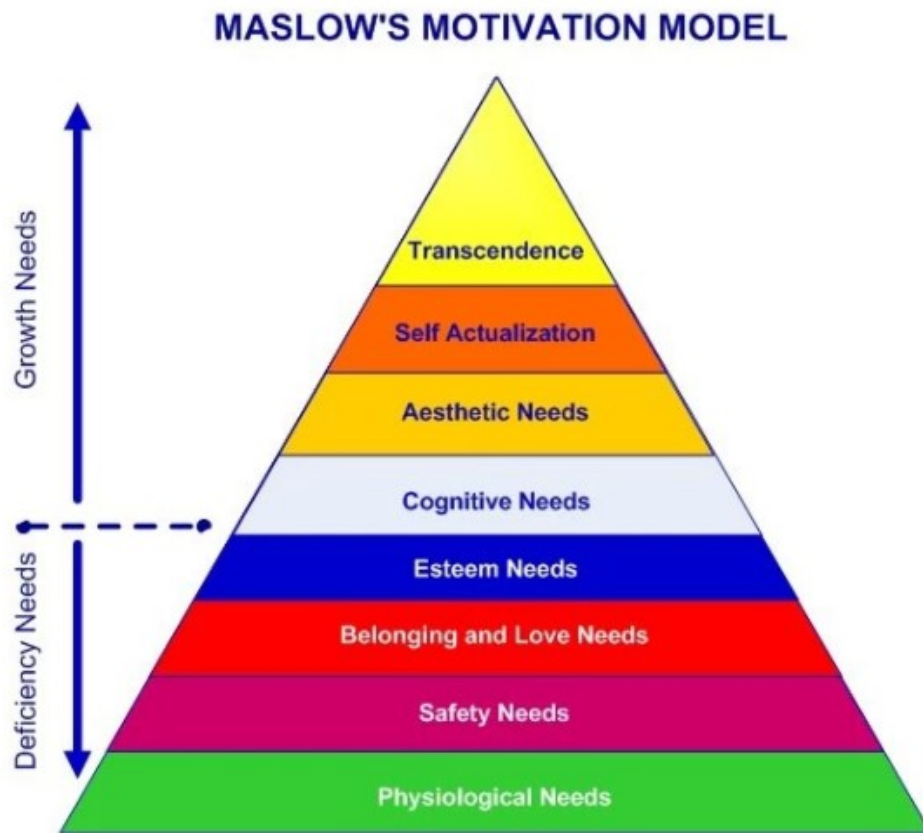 MASLOW'S MOTIVATION MODEL
Growth Needs
Transcendence
Self Actualization
Aesthetic Needs
Cognitive Needs
Deficiency Needs
Esteem Needs
Belonging and Love Needs
Safety Needs
Physiological Needs